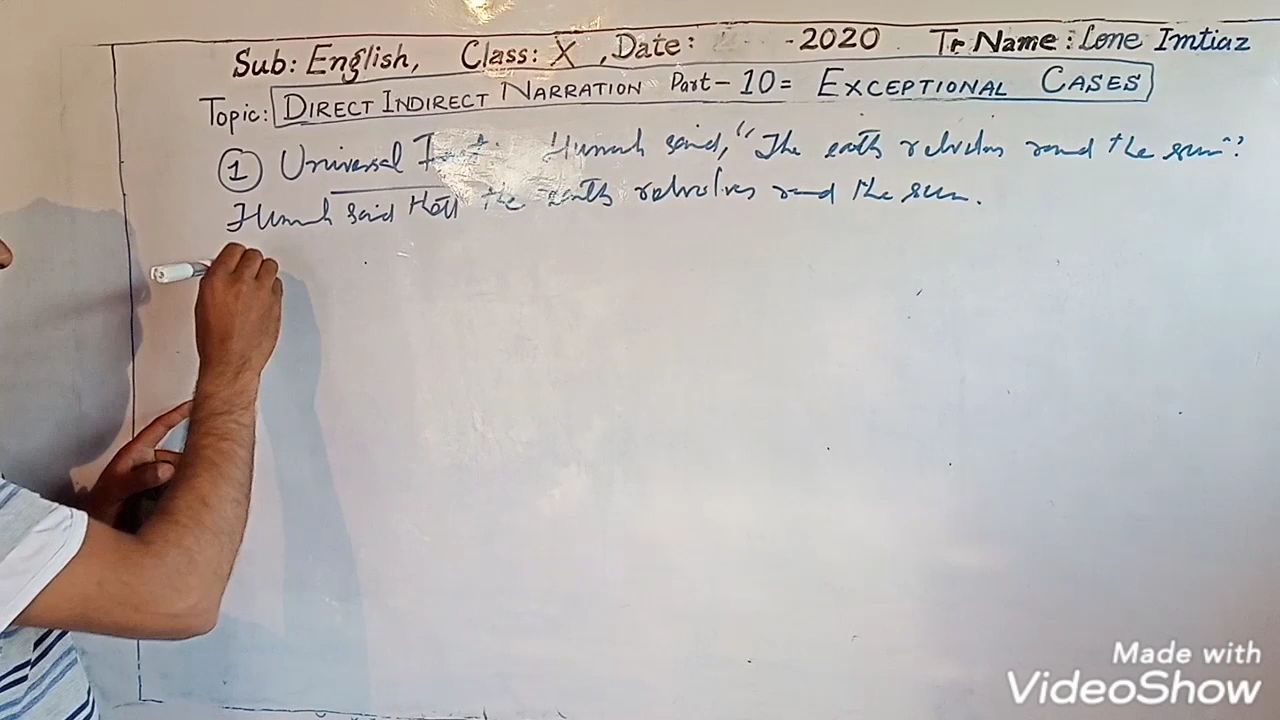 Sub: English, Class: X, Date: -2020 Tr Name: Lone Imtiaz
Topic: DIRECT INDIRECT NARRATION Part-10= EXCEPTIONAL CASES
① Universal Fact: said, "The earth revolves round the sun".
said that the earth revolves round the sun.
Made with
VideoShow